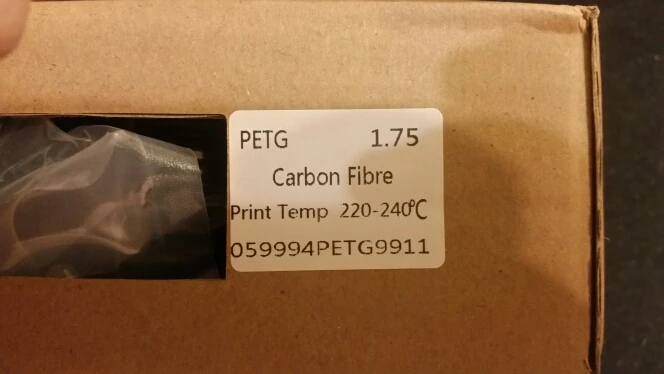 PETG 1.75
Carbon Fibre
Print Temp 220-240℃
059994PETG9911